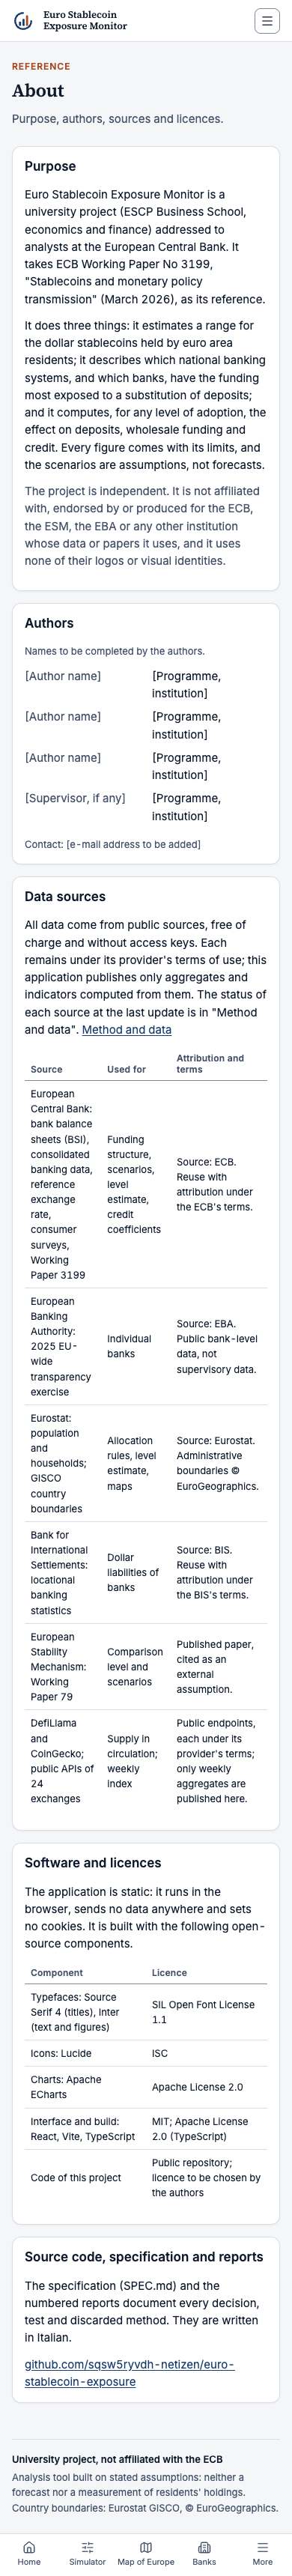 Euro Stablecoin
Exposure Monitor
REFERENCE
About
Purpose, authors, sources and licences.
Purpose
Euro Stablecoin Exposure Monitor is a
university project (ESCP Business School,
economics and finance) addressed to
analysts at the European Central Bank. It
takes ECB Working Paper No 3199,
"Stablecoins and monetary policy
transmission" (March 2026), as its reference.
It does three things: it estimates a range for
the dollar stablecoins held by euro area
residents; it describes which national banking
systems, and which banks, have the funding
most exposed to a substitution of deposits;
and it computes, for any level of adoption, the
effect on deposits, wholesale funding and
credit. Every figure comes with its limits, and
the scenarios are assumptions, not forecasts.
The project is independent. It is not affiliated
with, endorsed by or produced for the ECB,
the ESM, the EBA or any other institution
whose data or papers it uses, and it uses
none of their logos or visual identities.
Authors
Names to be completed by the authors.
[Author name] [Programme,
institution]
[Author name] [Programme,
institution]
[Author name] [Programme,
institution]
[Supervisor, if any] [Programme,
institution]
Contact: [e-mail address to be added]
Data sources
All data come from public sources, free of
charge and without access keys. Each
remains under its provider's terms of use; this
application publishes only aggregates and
indicators computed from them. The status of
each source at the last update is in "Method
and data". Method and data
Source Used for Attribution and
terms
European
Central Bank:
bank balance
sheets (BSI),
consolidated
banking data,
reference
exchange
rate,
consumer
surveys,
Working
Paper 3199
Funding
structure,
scenarios,
level
estimate,
credit
coefficients
Source: ECB.
Reuse with
attribution under
the ECB's terms.
European
Banking
Authority:
2025 EU-
wide
transparency
exercise
Individual
banks
Source: EBA.
Public bank-level
data, not
supervisory data.
Eurostat:
population
and
households;
GISCO
country
boundaries
Allocation
rules, level
estimate,
maps
Source: Eurostat.
Administrative
boundaries ©
EuroGeographics.
Bank for
International
Settlements:
locational
banking
statistics
Dollar
liabilities of
banks
Source: BIS.
Reuse with
attribution under
the BIS's terms.
European
Stability
Mechanism:
Working
Paper 79
Comparison
level and
scenarios
Published paper,
cited as an
external
assumption.
DefiLlama
and
CoinGecko;
public APIs of
24
exchanges
Supply in
circulation;
weekly
index
Public endpoints,
each under its
provider's terms;
only weekly
aggregates are
published here.
Software and licences
The application is static: it runs in the
browser, sends no data anywhere and sets
no cookies. It is built with the following open-
source components.
Component Licence
Typefaces: Source
Serif 4 (titles), Inter
(text and figures)
SIL Open Font License
1.1
Icons: Lucide ISC
Charts: Apache
ECharts
Apache License 2.0
Interface and build:
React, Vite, TypeScript
MIT; Apache License
2.0 (TypeScript)
Code of this project
Public repository;
licence to be chosen by
the authors
Source code, specification and reports
The specification (SPEC.md) and the
numbered reports document every decision,
test and discarded method. They are written
in Italian.
github.com/sqsw5ryvdh-netizen/euro-
stablecoin-exposure
University project, not affiliated with the ECB
Analysis tool built on stated assumptions: neither a
forecast nor a measurement of residents' holdings.
Country boundaries: Eurostat GISCO, © EuroGeographics.
Home Simulator Map of Europe Banks More